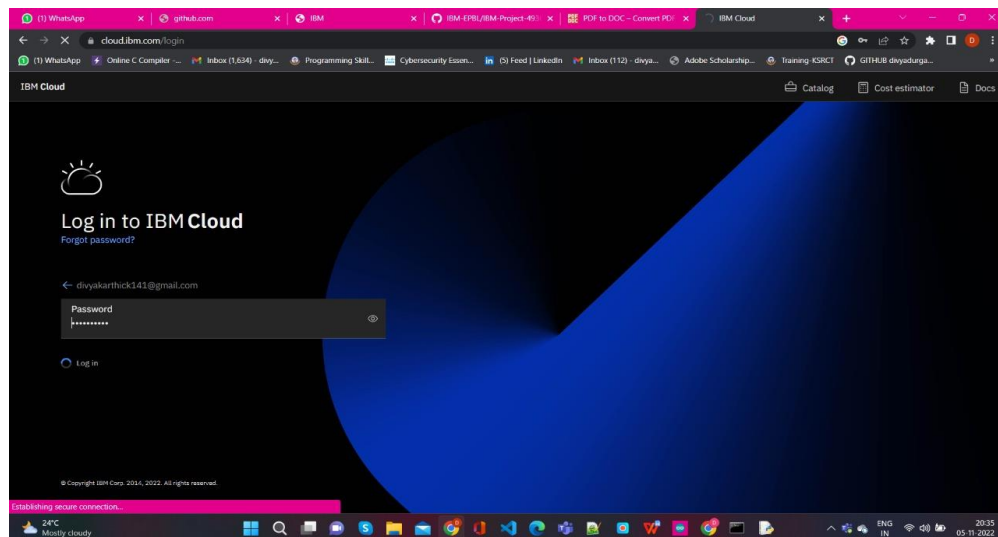 (1) WhatsApp
github.com
IBM
IBM-EPBL/IBM-Project-493
PDF to DOC – Convert PDF
IBM Cloud
cloud.ibm.com/login
D
(1) WhatsApp
Online C Compiler -...
Inbox (1,634) - divy...
Programming Skill...
Cybersecurity Essen...
(5) Feed | LinkedIn
Inbox (112) - divya...
Adobe Scholarship...
Training-KSRCT
GITHUB divyadurga...
»
IBM Cloud
Catalog
Cost estimator
Docs
Log in to IBM Cloud
Forgot password?
divyakarthick141@gmail.com
Password
••••••••••
Log in
© Copyright IBM Corp. 2014, 2022. All rights reserved.
Establishing secure connection...
24°C
Mostly cloudy
ENG
IN
20:35
05-11-2022